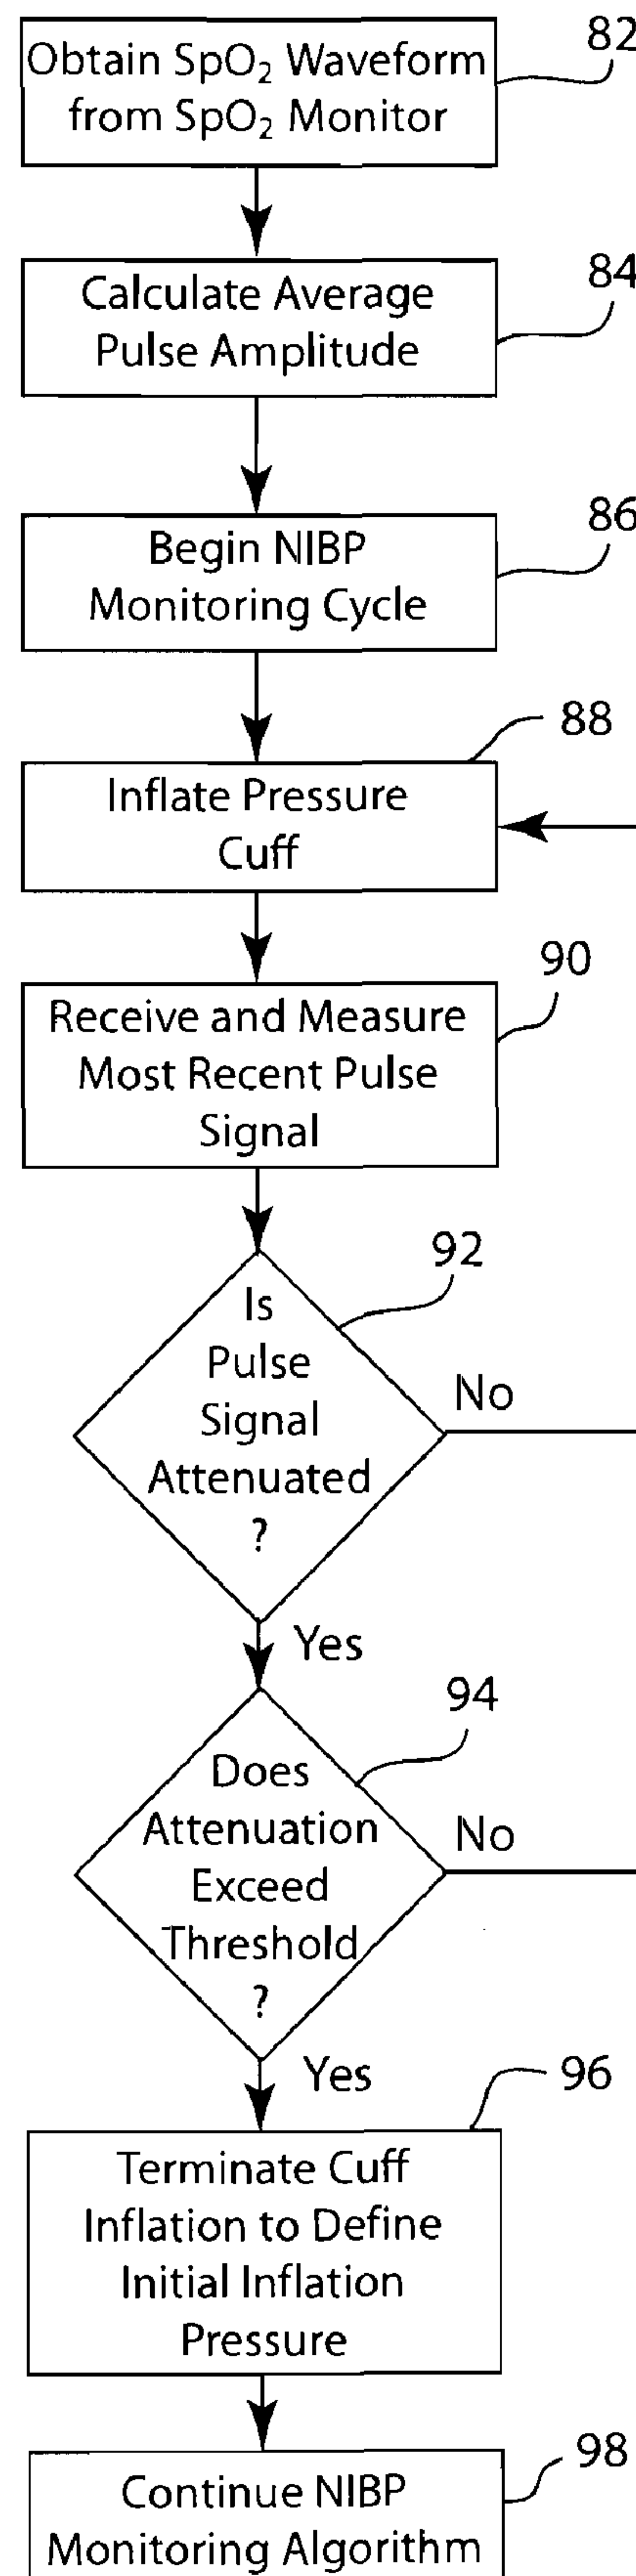 82
Obtain SpO₂ Waveform
from SpO₂ Monitor
84
Calculate Average
Pulse Amplitude
86
Begin NIBP
Monitoring Cycle
88
Inflate Pressure
Cuff
90
Receive and Measure
Most Recent Pulse
Signal
92
Is
Pulse
Signal
Attenuated
?
No
Yes
94
Does
Attenuation
Exceed
Threshold
?
No
Yes
96
Terminate Cuff
Inflation to Define
Initial Inflation
Pressure
98
Continue NIBP
Monitoring Algorithm